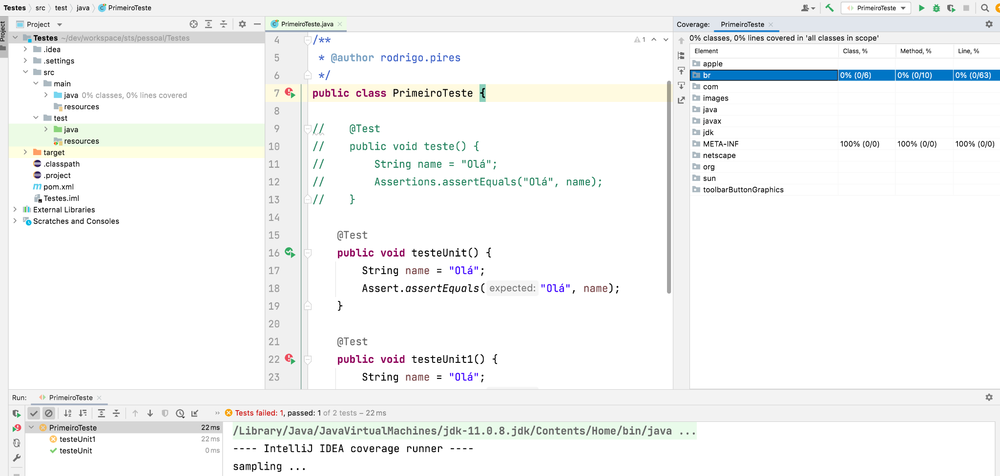 Testes src test java PrimeiroTeste
PrimeiroTeste
Project
Project
Testes ~/dev/workspace/sts/pessoal/Testes
.idea
.settings
src
main
java 0% classes, 0% lines covered
resources
test
java
resources
target
.classpath
.project
pom.xml
Testes.iml
External Libraries
Scratches and Consoles
PrimeiroTeste.java
1
4 /**
5 * @author rodrigo.pires
6 */
7 public class PrimeiroTeste {
8
9 // @Test
10 // public void teste() {
11 // String name = "Olá";
12 // Assertions.assertEquals("Olá", name);
13 // }
14
15 @Test
16 public void testeUnit() {
17 String name = "Olá";
18 Assert.assertEquals( expected: "Olá", name);
19 }
20
21 @Test
22 public void testeUnit1() {
23 String name = "Olá";
Coverage: PrimeiroTeste
0% classes, 0% lines covered in 'all classes in scope'
Element Class, % Method, % Line, %
apple
br 0% (0/6) 0% (0/10) 0% (0/63)
com
images
java
javax
jdk
META-INF 100% (0/0) 100% (0/0) 100% (0/0)
netscape
org
sun
toolbarButtonGraphics
Run: PrimeiroTeste
Tests failed: 1, passed: 1 of 2 tests – 22 ms
PrimeiroTeste 22 ms
testeUnit1 22 ms
testeUnit 0 ms
/Library/Java/JavaVirtualMachines/jdk-11.0.8.jdk/Contents/Home/bin/java ...
---- IntelliJ IDEA coverage runner ----
sampling ...